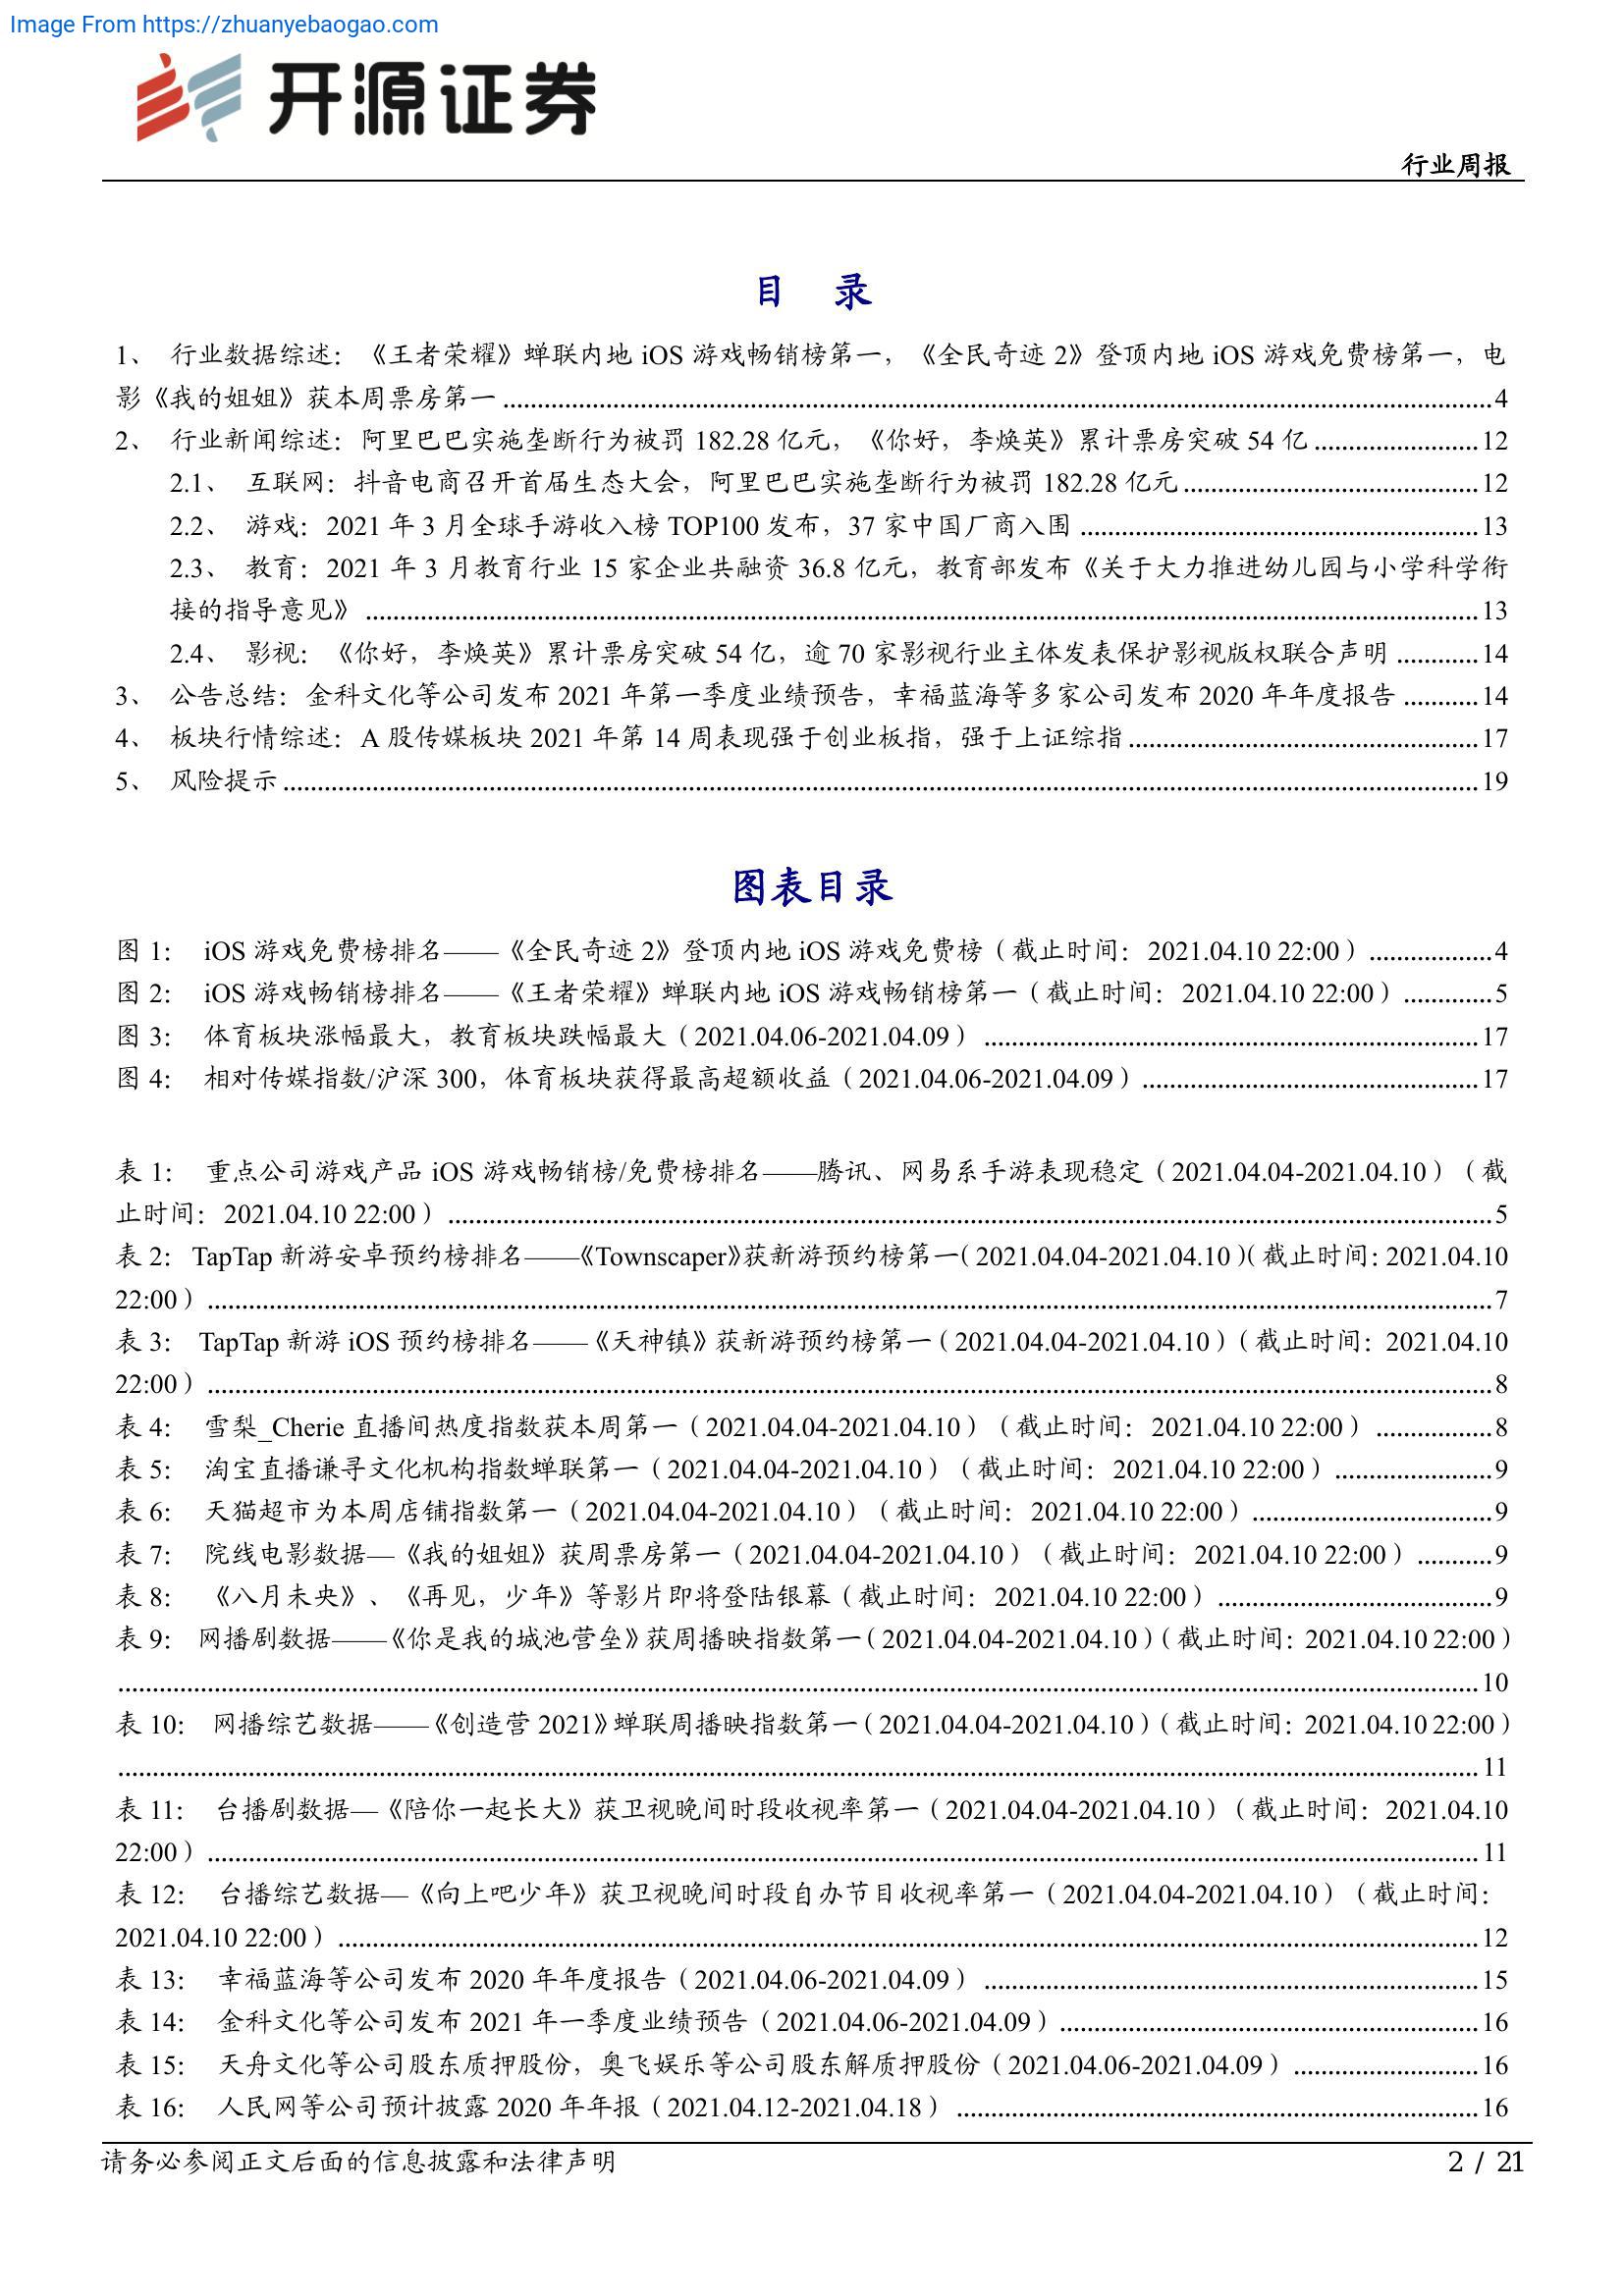 Image From https://zhuanyebaogao.com
开源证券
行业周报
目 录
1、 行业数据综述：《王者荣耀》蝉联内地 iOS 游戏畅销榜第一，《全民奇迹 2》登顶内地 iOS 游戏免费榜第一，电
影《我的姐姐》获本周票房第一 ........ 4
2、 行业新闻综述：阿里巴巴实施垄断行为被罚 182.28 亿元，《你好，李焕英》累计票房突破 54 亿 ........ 12
2.1、 互联网：抖音电商召开首届生态大会，阿里巴巴实施垄断行为被罚 182.28 亿元 ........ 12
2.2、 游戏：2021 年 3 月全球手游收入榜 TOP100 发布，37 家中国厂商入围 ........ 13
2.3、 教育：2021 年 3 月教育行业 15 家企业共融资 36.8 亿元，教育部发布《关于大力推进幼儿园与小学科学衔
接的指导意见》 ........ 13
2.4、 影视：《你好，李焕英》累计票房突破 54 亿，逾 70 家影视行业主体发表保护影视版权联合声明 ........ 14
3、 公告总结：金科文化等公司发布 2021 年第一季度业绩预告，幸福蓝海等多家公司发布 2020 年年度报告 ........ 14
4、 板块行情综述：A 股传媒板块 2021 年第 14 周表现强于创业板指，强于上证综指 ........ 17
5、 风险提示 ........ 19
图表目录
图 1： iOS 游戏免费榜排名——《全民奇迹 2》登顶内地 iOS 游戏免费榜（截止时间：2021.04.10 22:00） ........ 4
图 2： iOS 游戏畅销榜排名——《王者荣耀》蝉联内地 iOS 游戏畅销榜第一（截止时间：2021.04.10 22:00） ........ 5
图 3： 体育板块涨幅最大，教育板块跌幅最大（2021.04.06-2021.04.09） ........ 17
图 4： 相对传媒指数/沪深 300，体育板块获得最高超额收益（2021.04.06-2021.04.09） ........ 17
表 1： 重点公司游戏产品 iOS 游戏畅销榜/免费榜排名——腾讯、网易系手游表现稳定（2021.04.04-2021.04.10）（截
止时间：2021.04.10 22:00） ........ 5
表 2： TapTap 新游安卓预约榜排名——《Townscaper》获新游预约榜第一（2021.04.04-2021.04.10）（截止时间：2021.04.10
22:00） ........ 7
表 3： TapTap 新游 iOS 预约榜排名——《天神镇》获新游预约榜第一（2021.04.04-2021.04.10）（截止时间：2021.04.10
22:00） ........ 8
表 4： 雪梨_Cherie 直播间热度指数获本周第一（2021.04.04-2021.04.10）（截止时间：2021.04.10 22:00） ........ 8
表 5： 淘宝直播谦寻文化机构指数蝉联第一（2021.04.04-2021.04.10）（截止时间：2021.04.10 22:00） ........ 9
表 6： 天猫超市为本周店铺指数第一（2021.04.04-2021.04.10）（截止时间：2021.04.10 22:00） ........ 9
表 7： 院线电影数据—《我的姐姐》获周票房第一（2021.04.04-2021.04.10）（截止时间：2021.04.10 22:00） ........ 9
表 8： 《八月未央》、《再见，少年》等影片即将登陆银幕（截止时间：2021.04.10 22:00） ........ 9
表 9： 网播剧数据——《你是我的城池营垒》获周播映指数第一（2021.04.04-2021.04.10）（截止时间：2021.04.10 22:00）
........ 10
表 10： 网播综艺数据——《创造营 2021》蝉联周播映指数第一（2021.04.04-2021.04.10）（截止时间：2021.04.10 22:00）
........ 11
表 11： 台播剧数据—《陪你一起长大》获卫视晚间时段收视率第一（2021.04.04-2021.04.10）（截止时间：2021.04.10
22:00） ........ 11
表 12： 台播综艺数据—《向上吧少年》获卫视晚间时段自办节目收视率第一（2021.04.04-2021.04.10）（截止时间：
2021.04.10 22:00） ........ 12
表 13： 幸福蓝海等公司发布 2020 年年度报告（2021.04.06-2021.04.09） ........ 15
表 14： 金科文化等公司发布 2021 年一季度业绩预告（2021.04.06-2021.04.09） ........ 16
表 15： 天舟文化等公司股东质押股份，奥飞娱乐等公司股东解质押股份（2021.04.06-2021.04.09） ........ 16
表 16： 人民网等公司预计披露 2020 年年报（2021.04.12-2021.04.18） ........ 16
请务必参阅正文后面的信息披露和法律声明
2 / 21